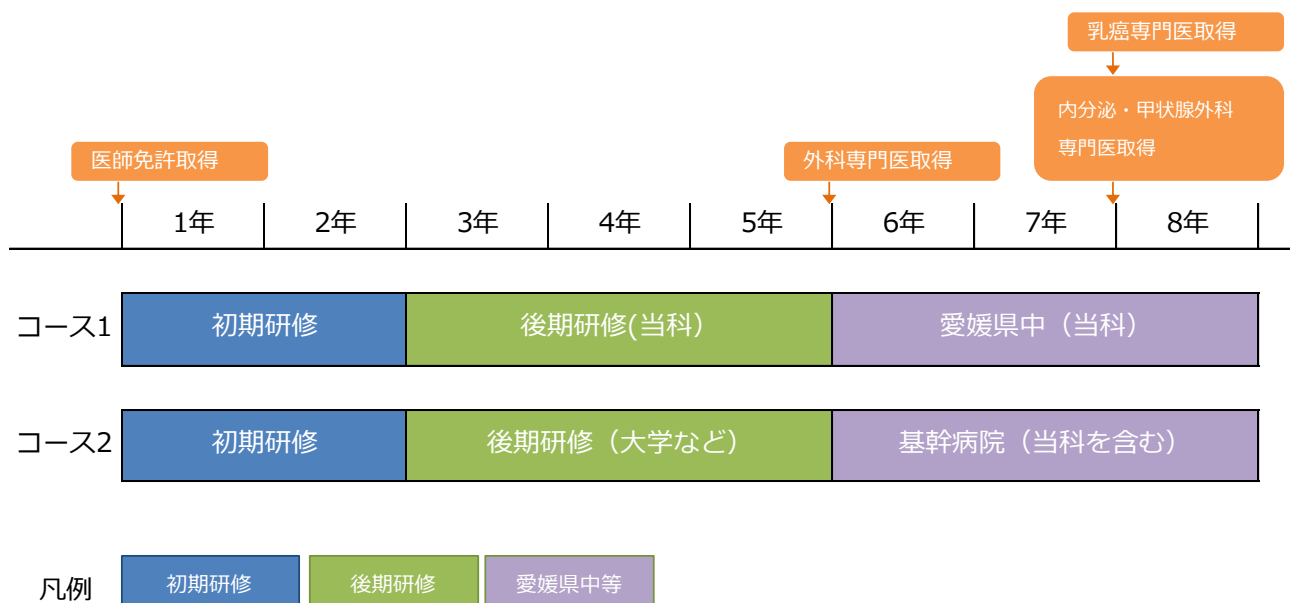 乳癌専門医取得
内分泌・甲状腺外科
専門医取得
医師免許取得
外科専門医取得
1年 2年 3年 4年 5年 6年 7年 8年
コース1 初期研修 後期研修(当科） 愛媛県中（当科）
コース2 初期研修 後期研修（大学など） 基幹病院（当科を含む）
凡例 初期研修 後期研修 愛媛県中等